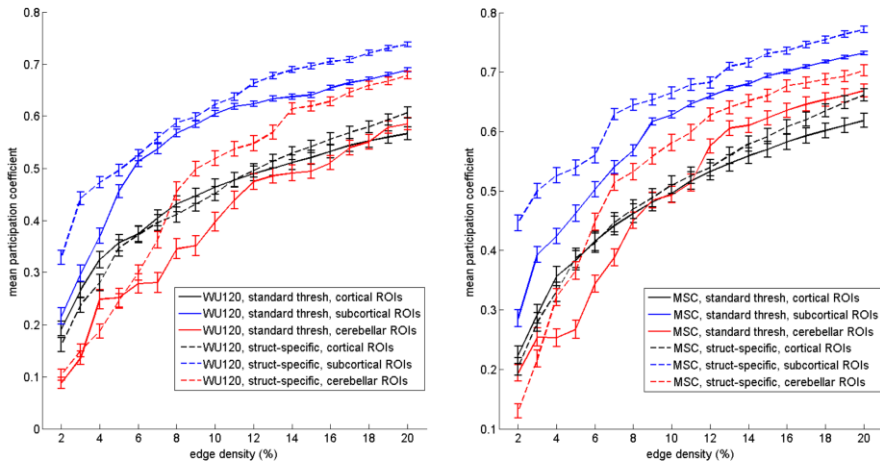 0.8
0.7
0.6
0.5
0.4
0.3
0.2
0.1
0
mean participation coefficient
WU120, standard thresh, cortical ROIs
WU120, standard thresh, subcortical ROIs
WU120, standard thresh, cerebellar ROIs
WU120, struct-specific, cortical ROIs
WU120, struct-specific, subcortical ROIs
WU120, struct-specific, cerebellar ROIs
2 4 6 8 10 12 14 16 18 20
edge density (%)
0.8
0.7
0.6
0.5
0.4
0.3
0.2
0.1
mean participation coefficient
MSC, standard thresh, cortical ROIs
MSC, standard thresh, subcortical ROIs
MSC, standard thresh, cerebellar ROIs
MSC, struct-specific, cortical ROIs
MSC, struct-specific, subcortical ROIs
MSC, struct-specific, cerebellar ROIs
2 4 6 8 10 12 14 16 18 20
edge density (%)